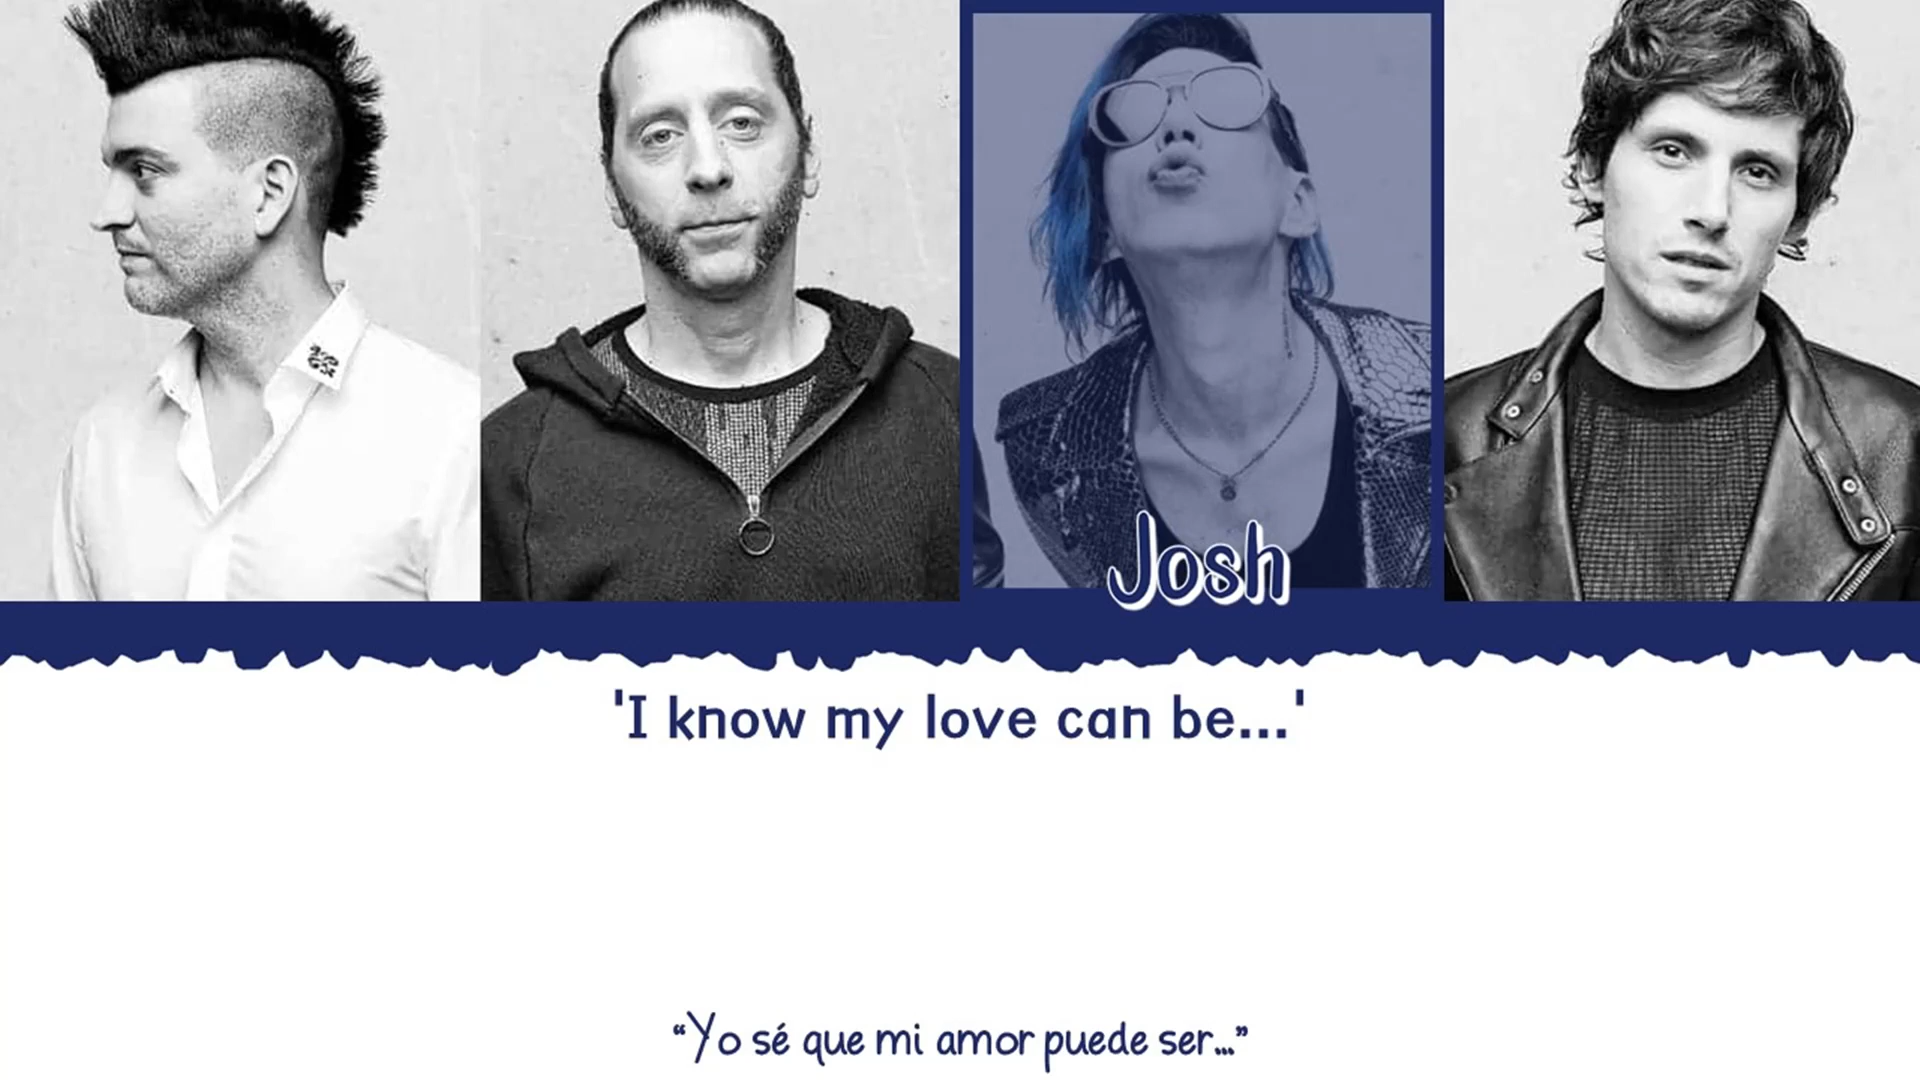 Josh
'I know my love can be...'
“Yo sé que mi amor puede ser...”